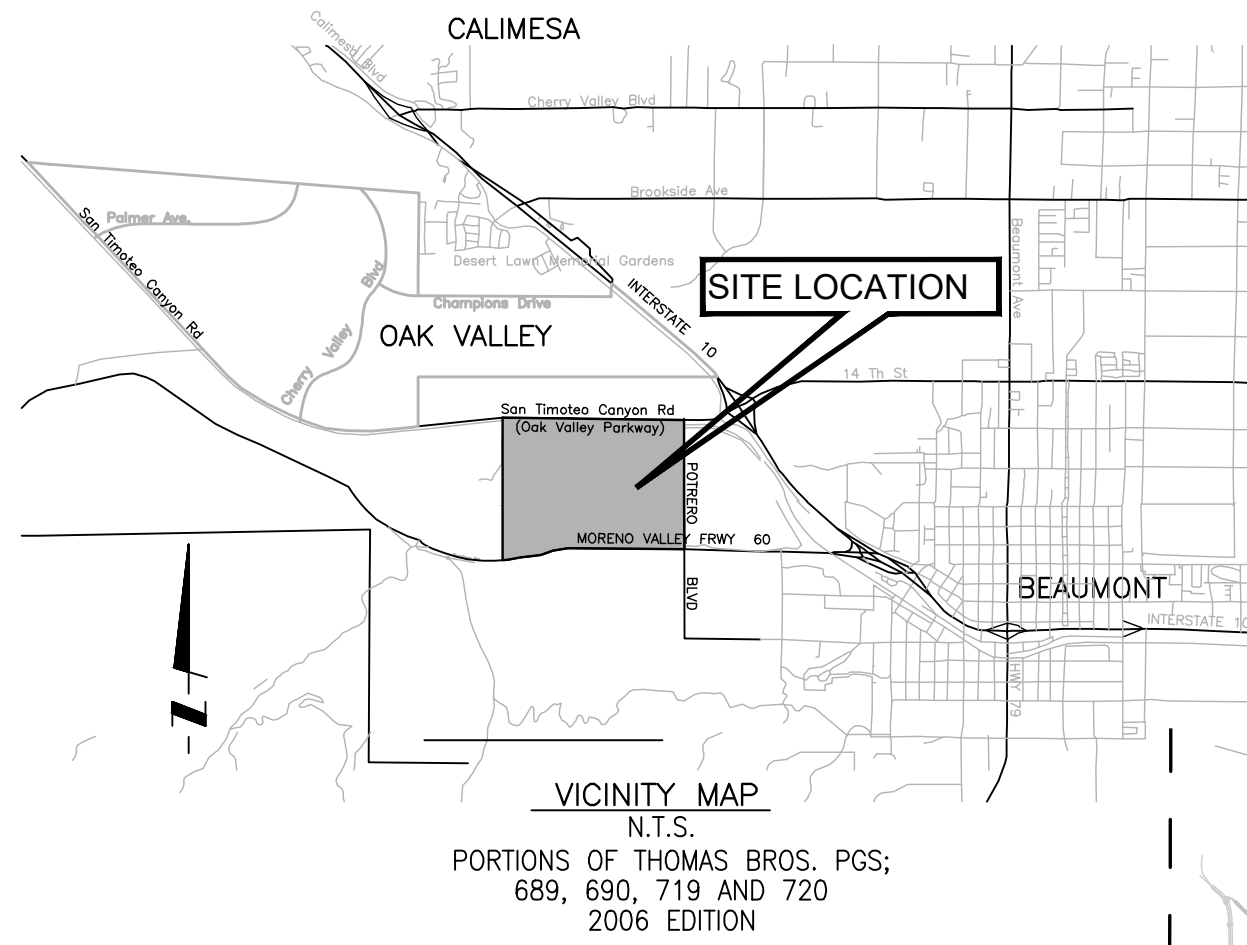 CALIMESA
Calimesa Blvd
Cherry Valley Blvd
Brookside Ave
Palmer Ave.
San Timoteo Canyon Rd
Beaumont Ave
Desert Lawn Memorial Gardens
Blvd
Champions Drive
INTERSTATE 10
SITE LOCATION
OAK VALLEY
Cherry Valley
14 Th St
San Timoteo Canyon Rd
(Oak Valley Parkway)
POTRERO
MORENO VALLEY FRWY 60
BLVD
BEAUMONT
INTERSTATE 10
HWY 79
N
VICINITY MAP
N.T.S.
PORTIONS OF THOMAS BROS. PGS;
689, 690, 719 AND 720
2006 EDITION